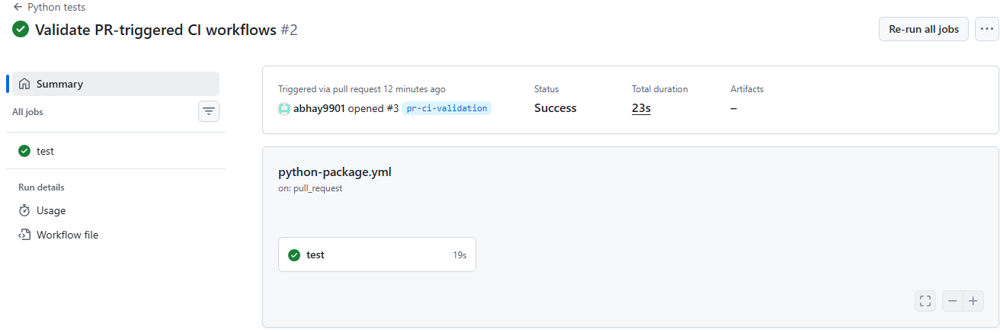 Python tests
Validate PR-triggered CI workflows #2
Re-run all jobs
Summary
All jobs
test
Run details
Usage
Workflow file
Triggered via pull request 12 minutes ago
abhay9901 opened #3 pr-ci-validation
Status
Success
Total duration
23s
Artifacts
–
python-package.yml
on: pull_request
test 19s